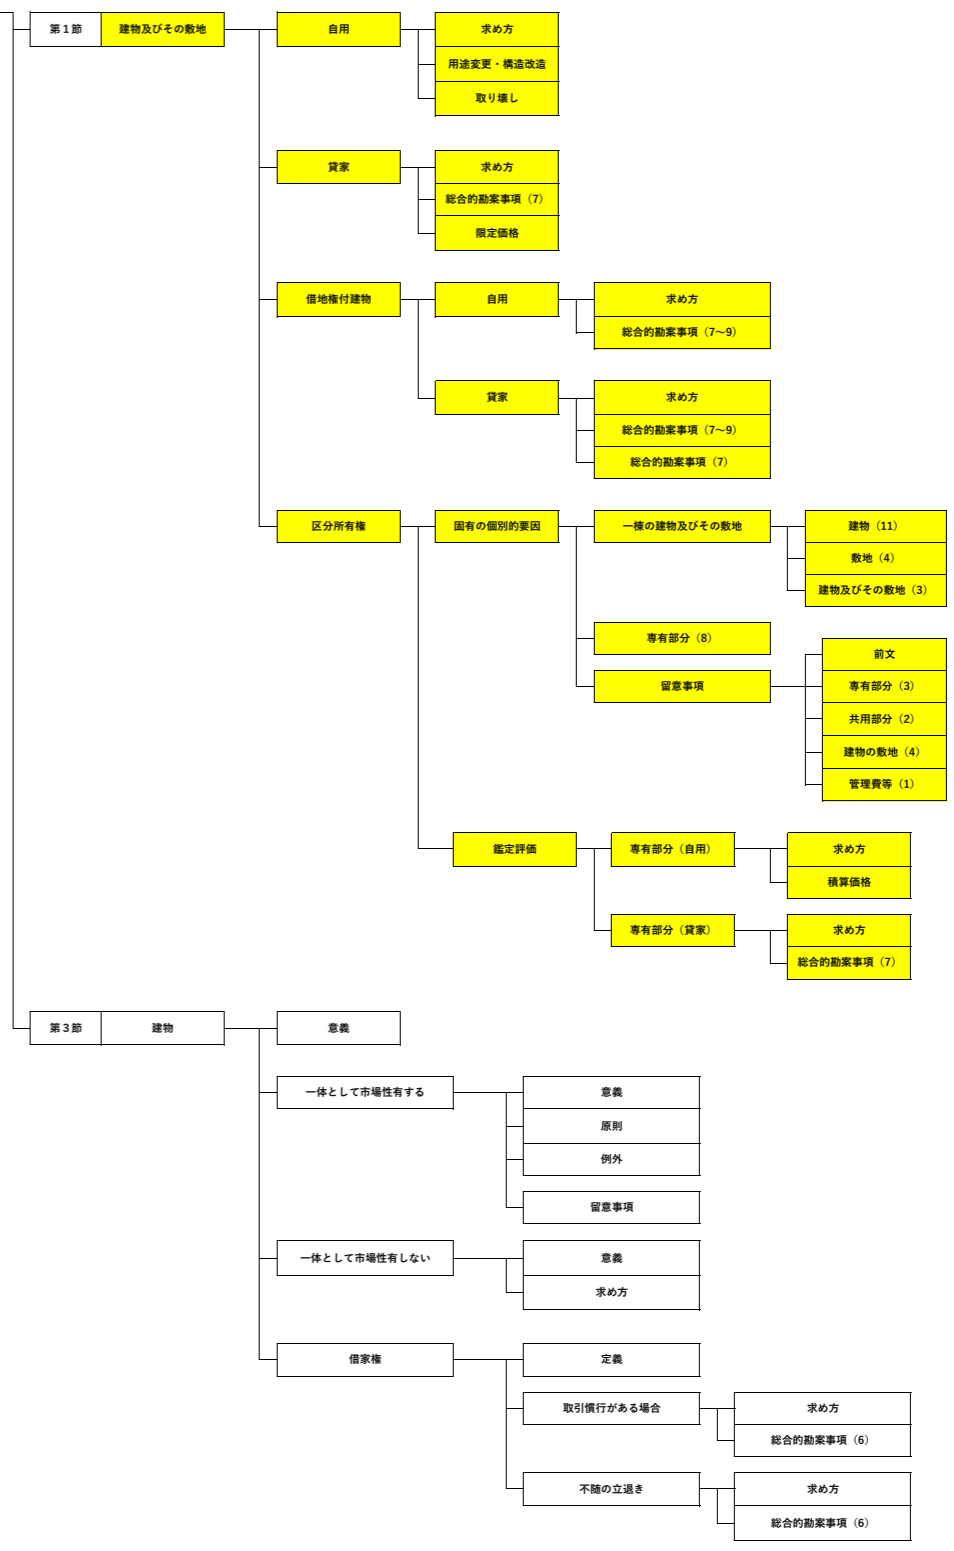 第１節
建物及びその敷地
自用
求め方
用途変更・構造改造
取り壊し
貸家
求め方
総合的勘案事項（7）
限定価格
借地権付建物
自用
求め方
総合的勘案事項（7～9）
貸家
求め方
総合的勘案事項（7～9）
総合的勘案事項（7）
区分所有権
固有の個別的要因
一棟の建物及びその敷地
建物（11）
敷地（4）
建物及びその敷地（3）
専有部分（8）
留意事項
前文
専有部分（3）
共用部分（2）
建物の敷地（4）
管理費等（1）
鑑定評価
専有部分（自用）
求め方
積算価格
専有部分（貸家）
求め方
総合的勘案事項（7）
第３節
建物
意義
一体として市場性有する
意義
原則
例外
留意事項
一体として市場性有しない
意義
求め方
借家権
定義
取引慣行がある場合
求め方
総合的勘案事項（6）
不随の立退き
求め方
総合的勘案事項（6）